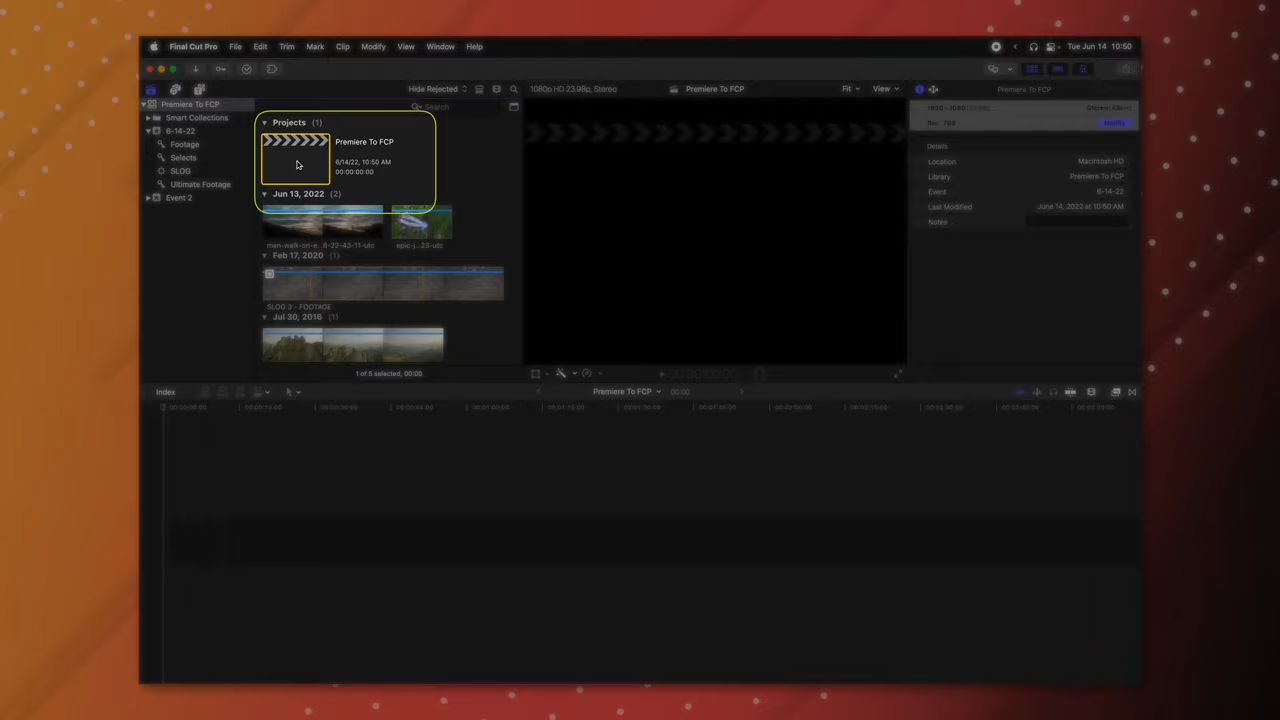 Final Cut Pro File Edit Trim Mark Clip Modify View Window Help Tue Jun 14 10:50
Hide Rejected 1080p HD 23.98p, Stereo Premiere To FCP Fit View Premiere To FCP
Premiere To FCP
Search
Smart Collections
6-14-22
Footage
Selects
SLOG
Ultimate Footage
Event 2
Projects (1)
Premiere To FCP
6/14/22, 10:50 AM
00:00:00:00
Jun 13, 2022 (2)
man-walk-on-e...8-22-43-11-utc epic-j...23-utc
Feb 17, 2020 (1)
SLOG 3 - FOOTAGE
Jul 30, 2016 (1)
1 of 5 selected, 00:00
Modify
Details
Location Macintosh HD
Library Premiere To FCP
Event 6-14-22
Last Modified June 14, 2022 at 10:50 AM
Notes
Index Premiere To FCP 00:00